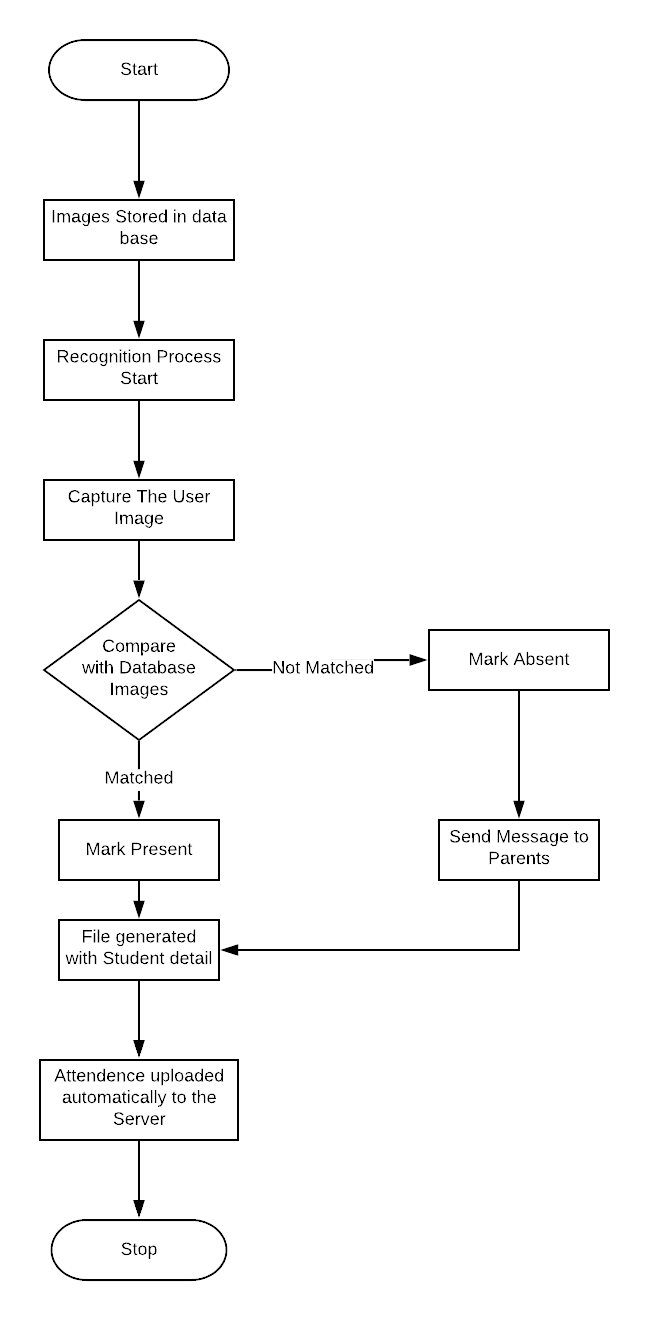 Start
Images Stored in data
base
Recognition Process
Start
Capture The User
Image
Compare
with Database
Images
Not Matched
Mark Absent
Matched
Mark Present
Send Message to
Parents
File generated
with Student detail
Attendence uploaded
automatically to the
Server
Stop